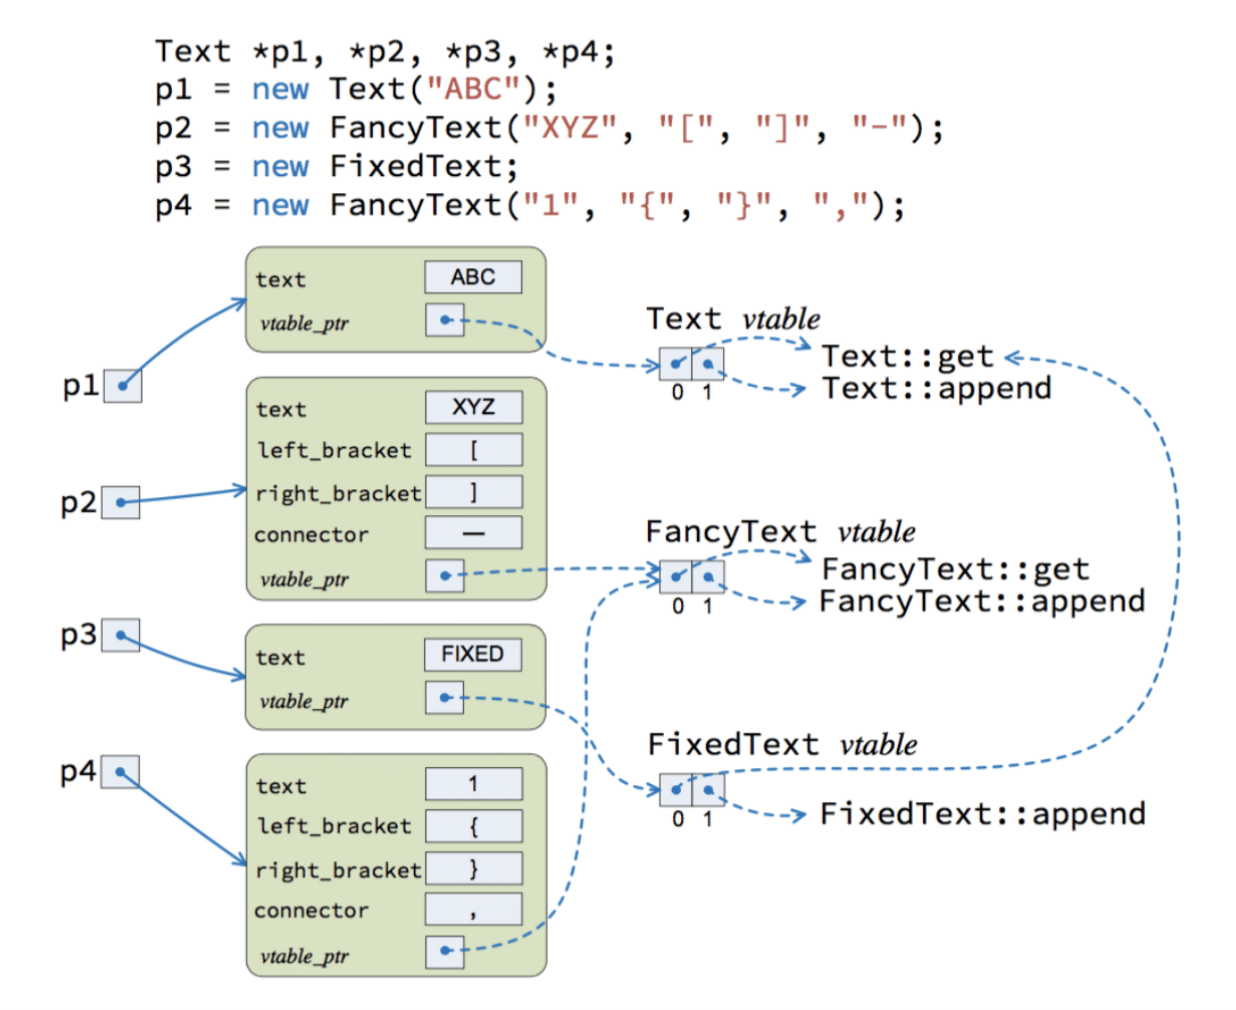 Text *p1, *p2, *p3, *p4;
p1 = new Text("ABC");
p2 = new FancyText("XYZ", "[", "]", "-");
p3 = new FixedText;
p4 = new FancyText("1", "{", "}", ",");
p1
text ABC
vtable_ptr
p2
text XYZ
left_bracket [
right_bracket ]
connector —
vtable_ptr
p3
text FIXED
vtable_ptr
p4
text 1
left_bracket {
right_bracket }
connector ,
vtable_ptr
Text vtable
0 1
Text::get
Text::append
FancyText vtable
0 1
FancyText::get
FancyText::append
FixedText vtable
0 1
FixedText::append